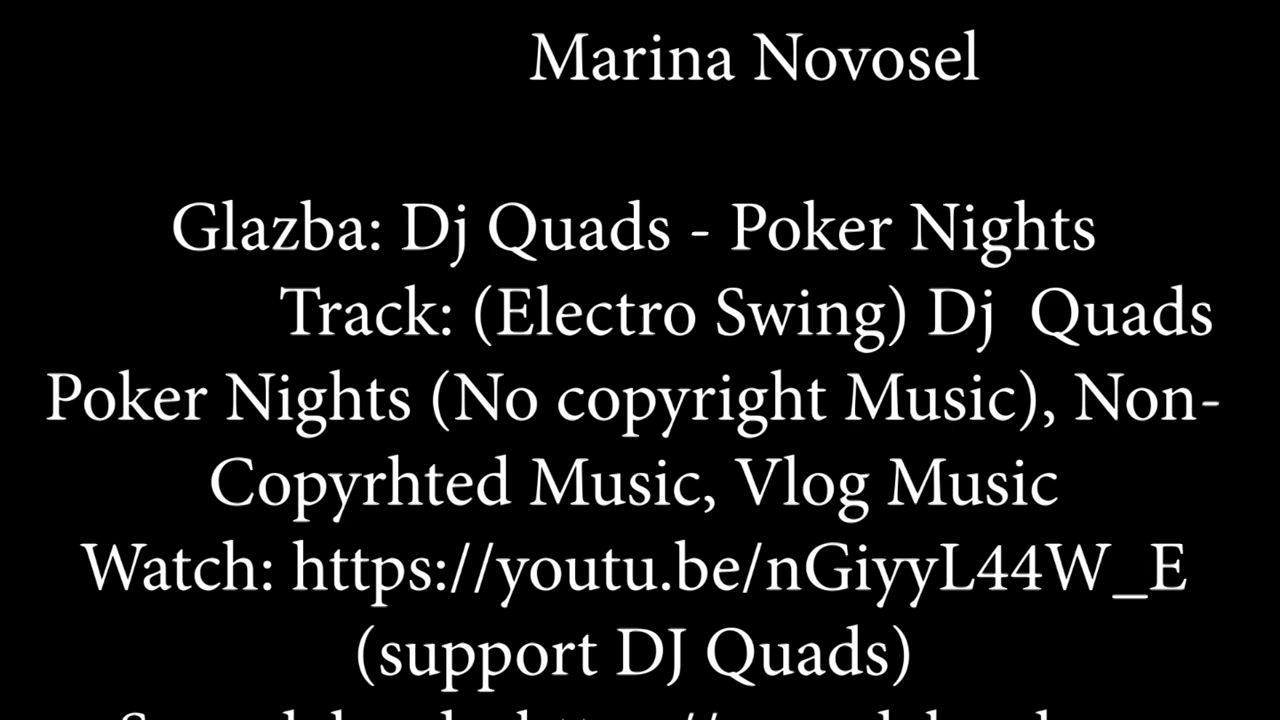 Marina Novosel
Glazba: Dj Quads - Poker Nights
Track: (Electro Swing) Dj  Quads
Poker Nights (No copyright Music), Non-
Copyrhted Music, Vlog Music
Watch: https://youtu.be/nGiyyL44W_E
(support DJ Quads)